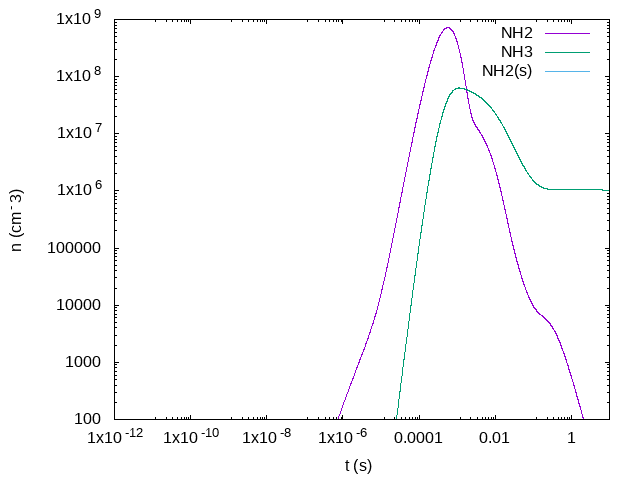 1x10^9
1x10^8
1x10^7
1x10^6
100000
10000
1000
100
n (cm^-3)
NH2
NH3
NH2(s)
1x10^-12
1x10^-10
1x10^-8
1x10^-6
0.0001
0.01
1
t (s)